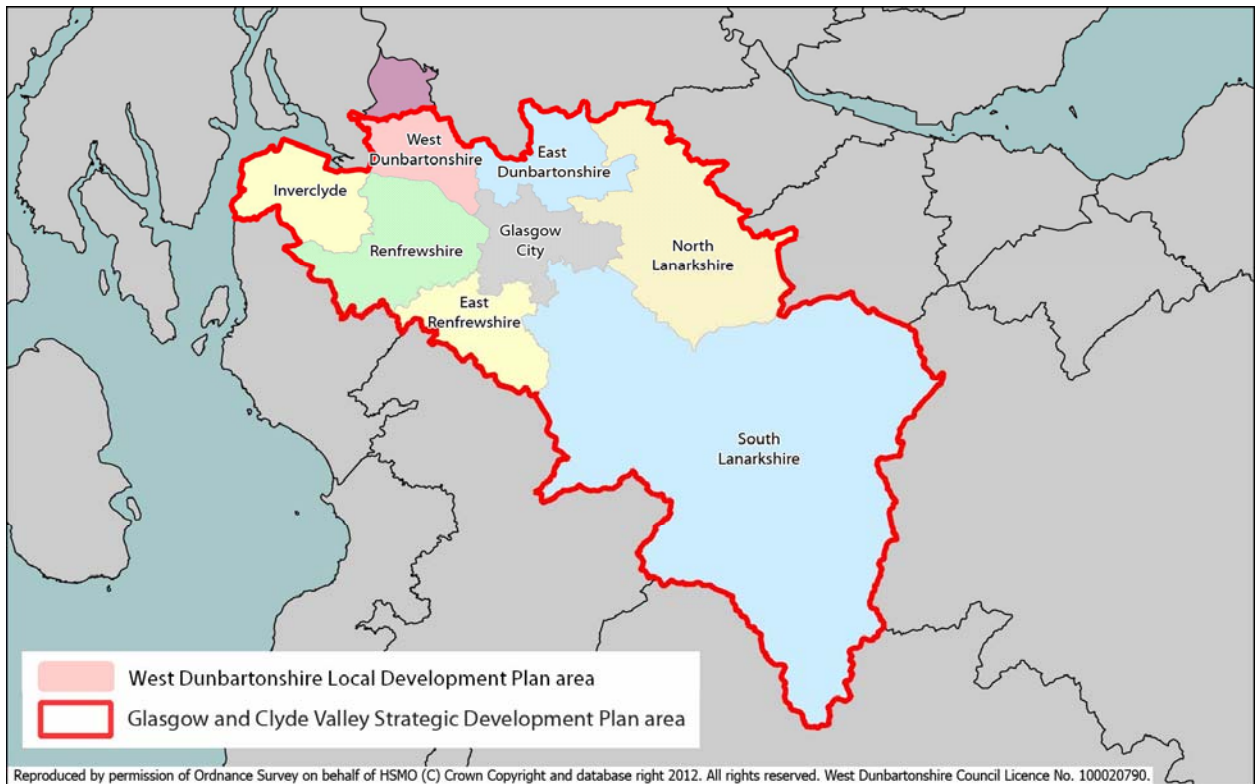 West
Dunbartonshire
East
Dunbartonshire
Inverclyde
Glasgow
City
Renfrewshire
North
Lanarkshire
East
Renfrewshire
South
Lanarkshire
West Dunbartonshire Local Development Plan area
Glasgow and Clyde Valley Strategic Development Plan area
Reproduced by permission of Ordnance Survey on behalf of HSMO (C) Crown Copyright and database right 2012. All rights reserved. West Dunbartonshire Council Licence No. 100020790.